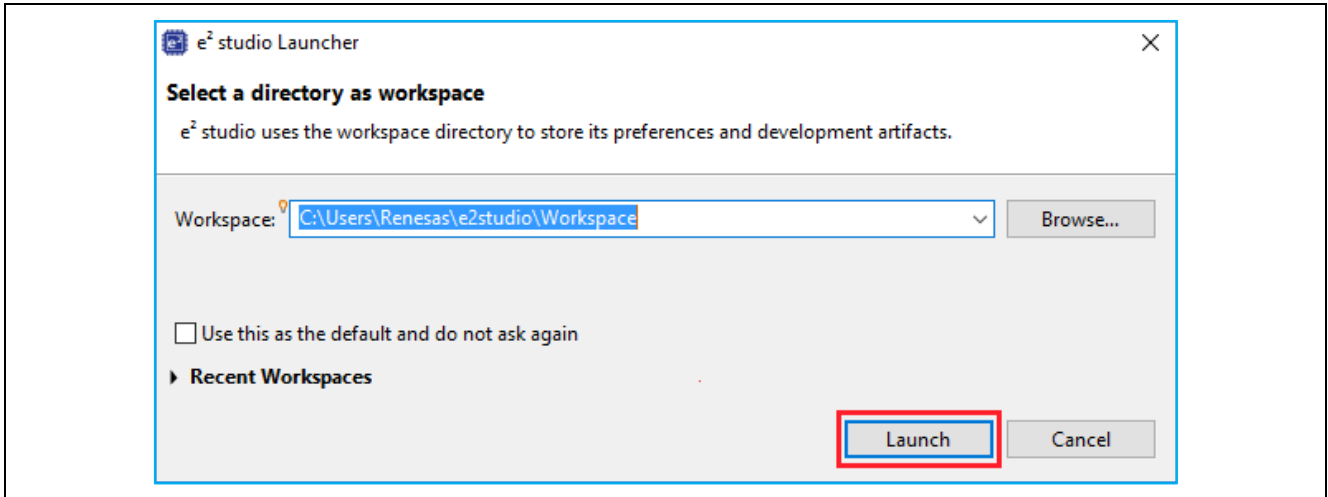 e² studio Launcher
Select a directory as workspace
e² studio uses the workspace directory to store its preferences and development artifacts.
Workspace: C:\Users\Renesas\e2studio\Workspace Browse...
Use this as the default and do not ask again
Recent Workspaces
Launch Cancel